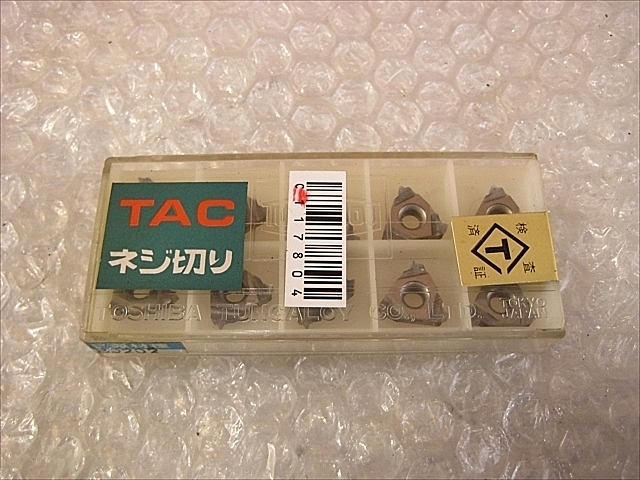 TAC
ネジ切り
17804
TOSHIBA TUNGALOY CO., LTD.
TOKYO
JAPAN
検査
済証
T